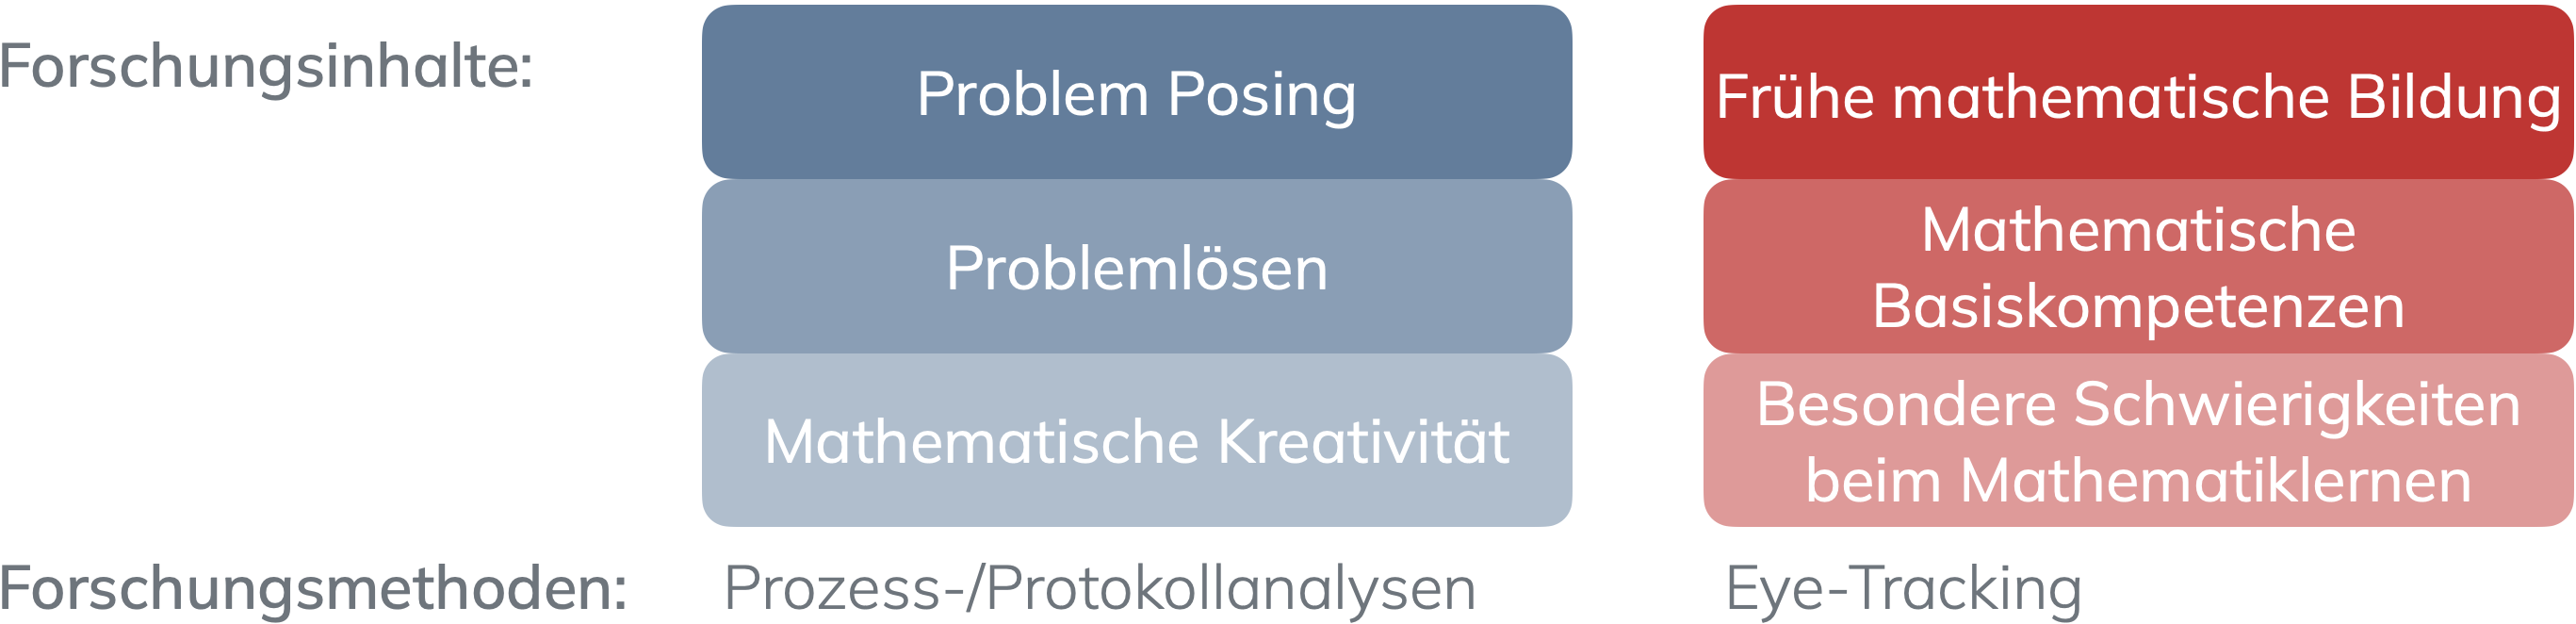 Forschungsinhalte:
Problem Posing
Problemlösen
Mathematische Kreativität
Frühe mathematische Bildung
Mathematische
Basiskompetenzen
Besondere Schwierigkeiten
beim Mathematiklernen
Forschungsmethoden:
Prozess-/Protokollanalysen
Eye-Tracking